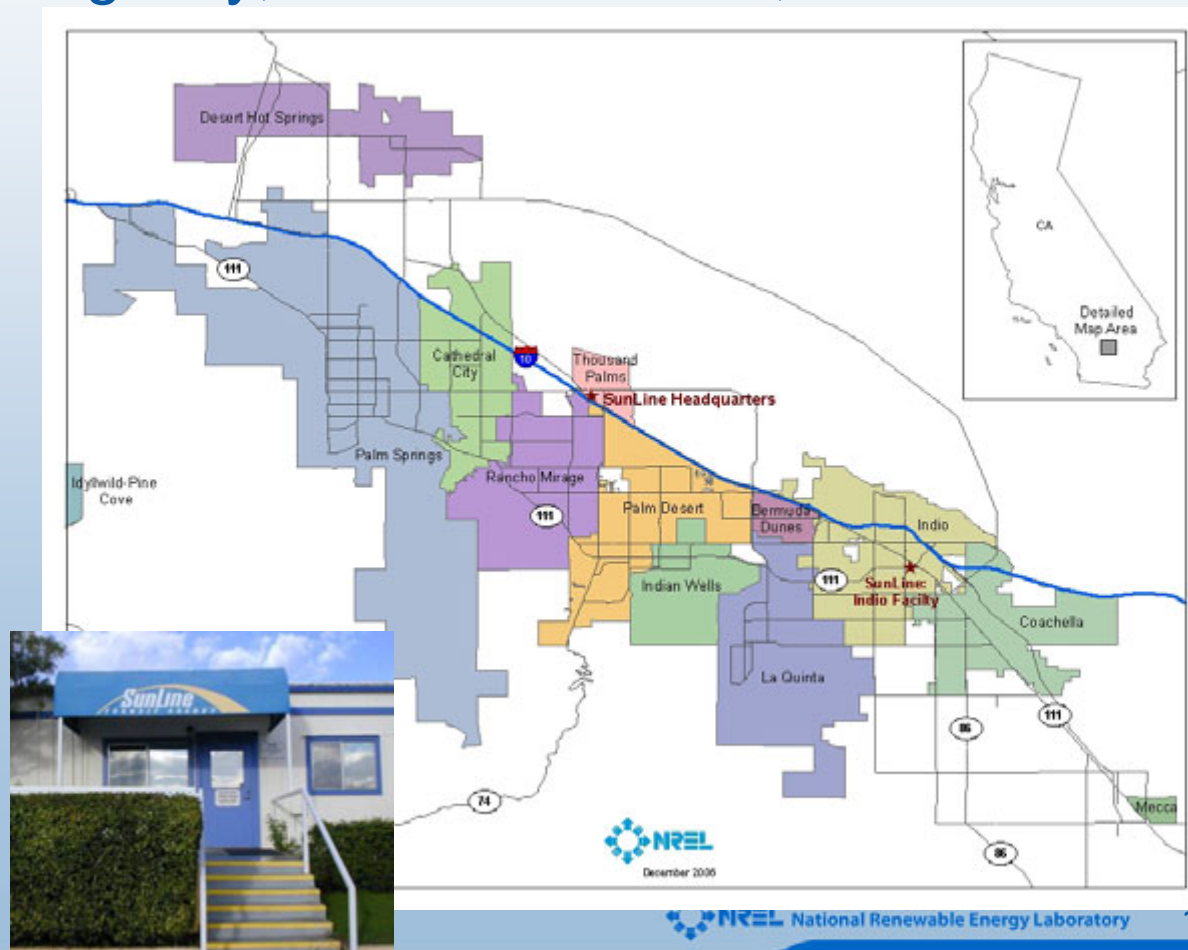 Desert Hot Springs
111
CA
Detailed
Map Area
Cathedral
City
10
Thousand
Palms
SunLine Headquarters
Palm Springs
Idyllwild-Pine
Cove
Rancho Mirage
111
Palm Desert
Bermuda
Dunes
Indio
Indian Wells
111
SunLine:
Indio Facility
Coachella
La Quinta
86
111
74
Mecca
86
NREL
December 2006
SunLine
TRANSIT AGENCY
NREL National Renewable Energy Laboratory